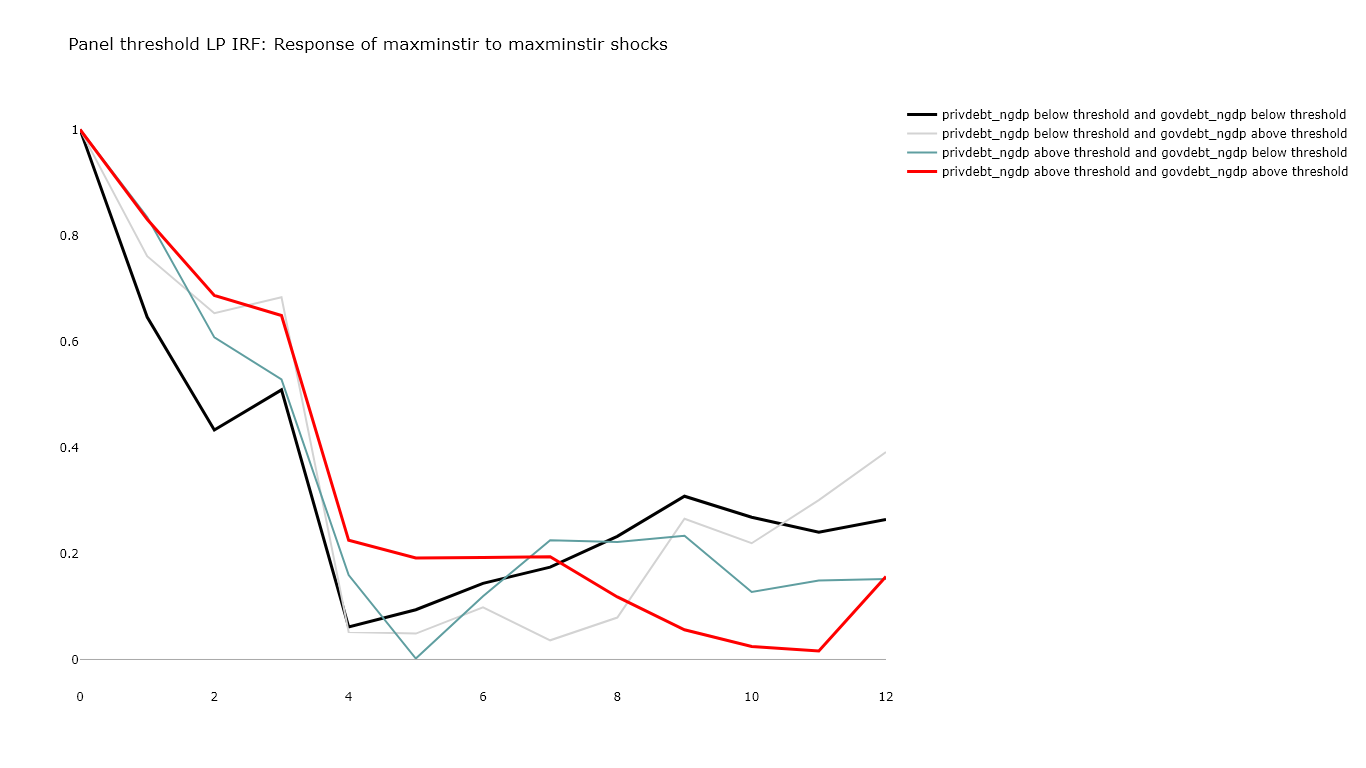 Panel threshold LP IRF: Response of maxminstir to maxminstir shocks
privdebt_ngdp below threshold and govdebt_ngdp below threshold
privdebt_ngdp below threshold and govdebt_ngdp above threshold
privdebt_ngdp above threshold and govdebt_ngdp below threshold
privdebt_ngdp above threshold and govdebt_ngdp above threshold
1
0.8
0.6
0.4
0.2
0
0 2 4 6 8 10 12